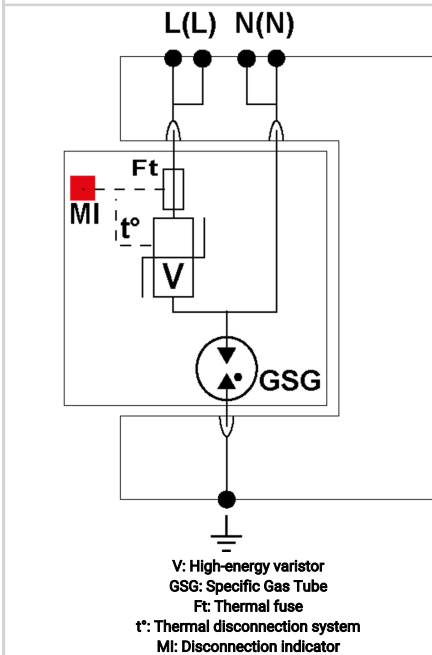 L(L) N(N)
Ft
MI
t°
V
GSG
V: High-energy varistor
GSG: Specific Gas Tube
Ft: Thermal fuse
t°: Thermal disconnection system
MI: Disconnection indicator